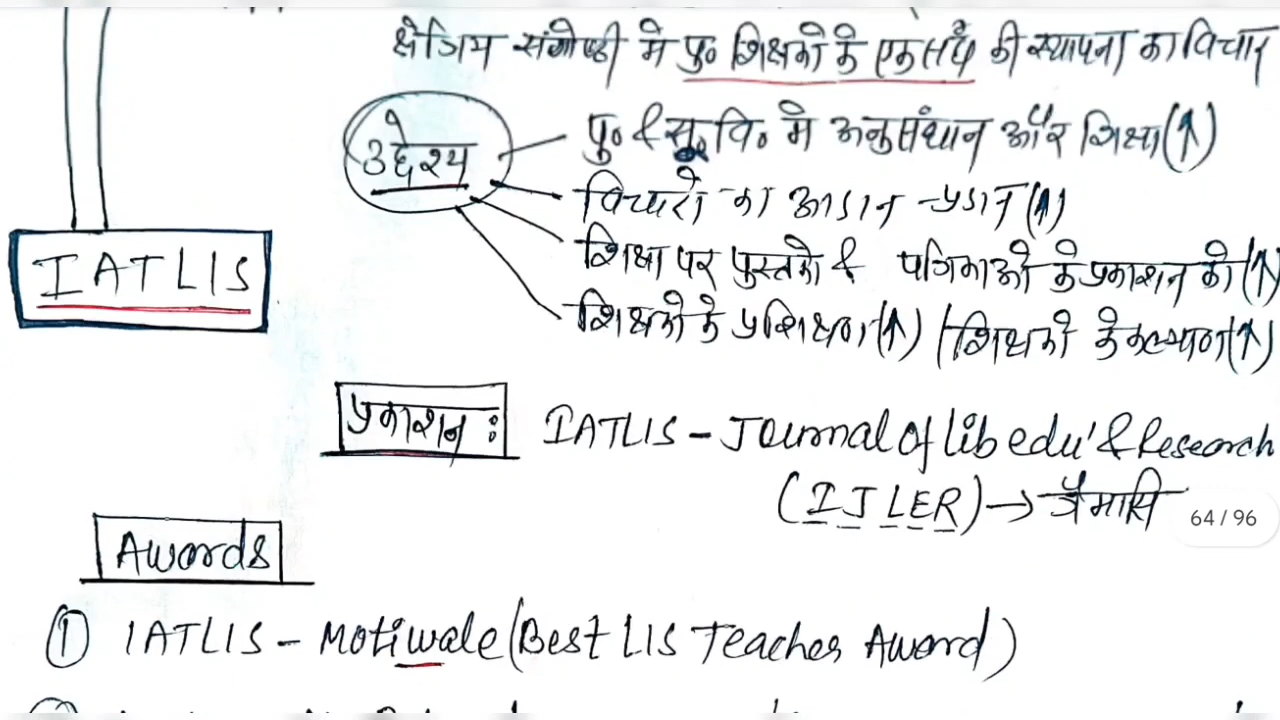 क्षेत्रिय संगोष्ठी मे पु० शिक्षको के एक संघ की स्थापना का विचार
उद्देश्य
पु० & सू० वि० मे अनुसंधान और शिक्षा (↑)
विचारो का आदान-प्रदान (↑)
IATLIS
शिक्षा पर पुस्तको & पत्रिकाओ के प्रकाशन को (↑)
शिक्षको के प्रशिक्षण (↑) / शिक्षको के कल्याण (↑)
प्रकाशन : IATLIS - Journal of Lib edu' & Research
(IJLER) → त्रैमासि
64 / 96
Awards
① IATLIS - Motiwale (Best LIS Teacher Award)